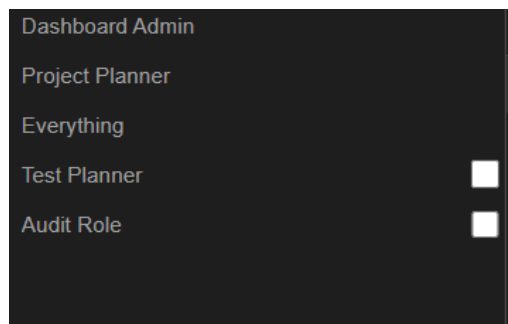 Dashboard Admin
Project Planner
Everything
Test Planner
Audit Role